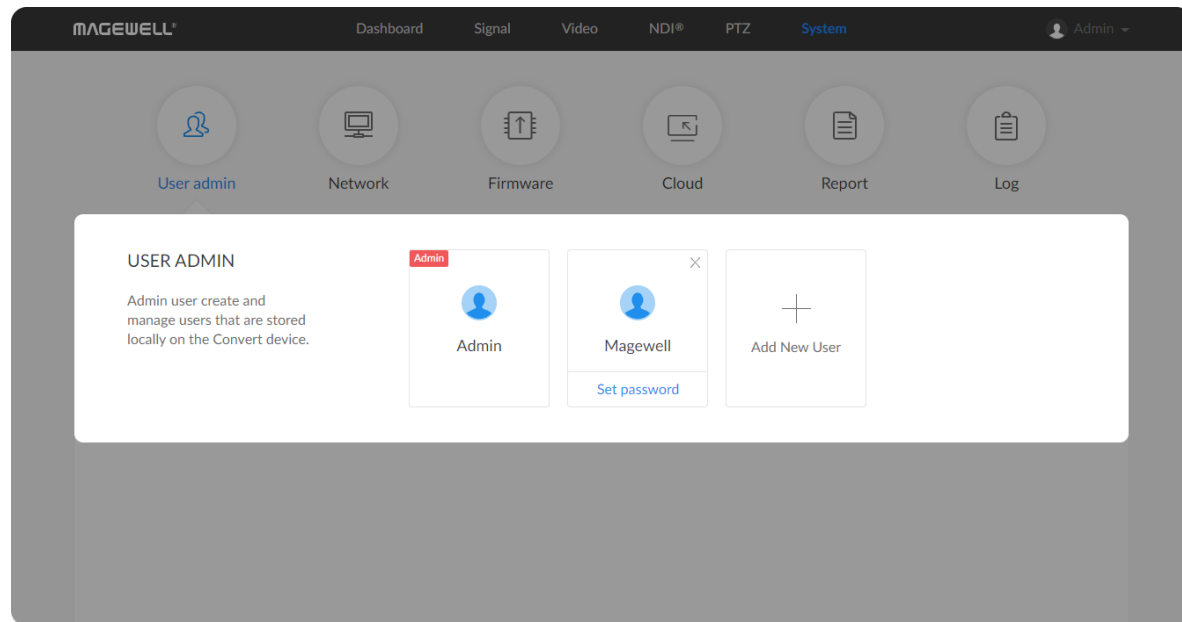 MAGEWELL®
Dashboard Signal Video NDI® PTZ System Admin
User admin Network Firmware Cloud Report Log
USER ADMIN
Admin user create and
manage users that are stored
locally on the Convert device.
Admin
Admin
Magewell
Set password
Add New User